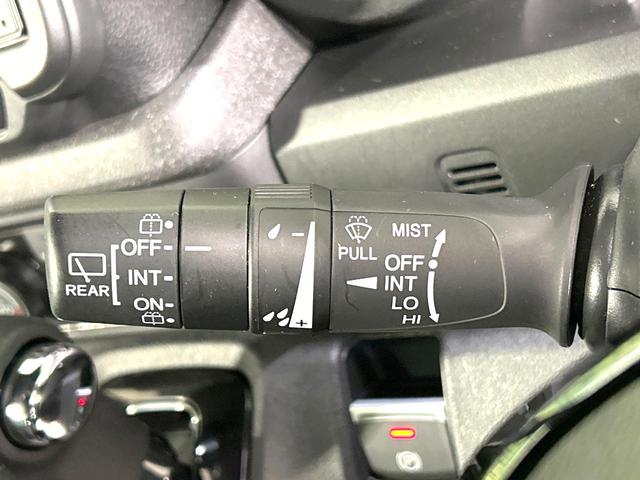 OFF
INT
ON
REAR
−
+
PULL
MIST
OFF
INT
LO
HI